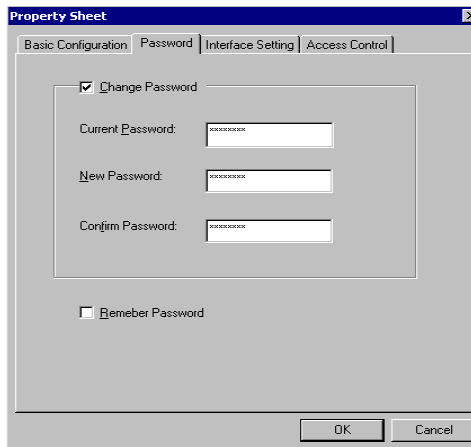 Property Sheet
Basic Configuration Password Interface Setting Access Control
Change Password
Current Password: ********
New Password: ********
Confirm Password: ********
Remeber Password
OK Cancel